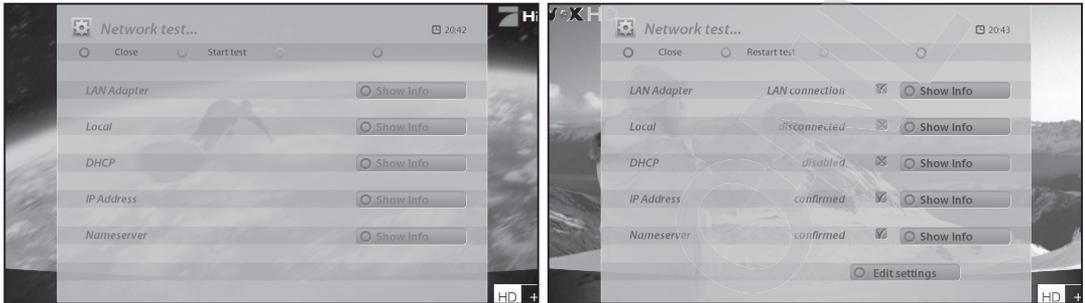 Network test...
20:42
Close Start test
LAN Adapter Show Info
Local Show Info
DHCP Show Info
IP Address Show Info
Nameserver Show Info
HD +
VOX HD
Network test...
20:43
Close Restart test
LAN Adapter LAN connection Show Info
Local disconnected Show Info
DHCP disabled Show Info
IP Address confirmed Show Info
Nameserver confirmed Show Info
Edit settings
HD +